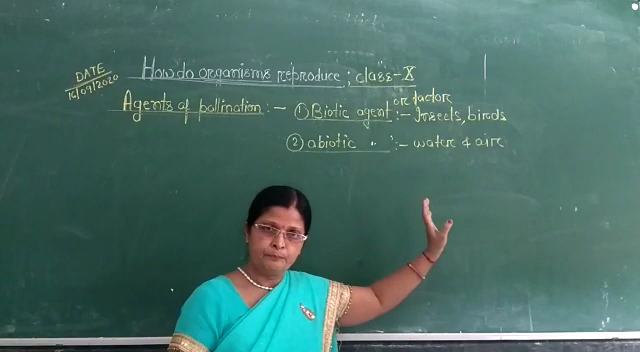 DATE
16/09/2020
How do organisms reproduce; class-X
Agents of pollination:- ① Biotic agent or factor :- Insects, birds
② abiotic " :- water & air